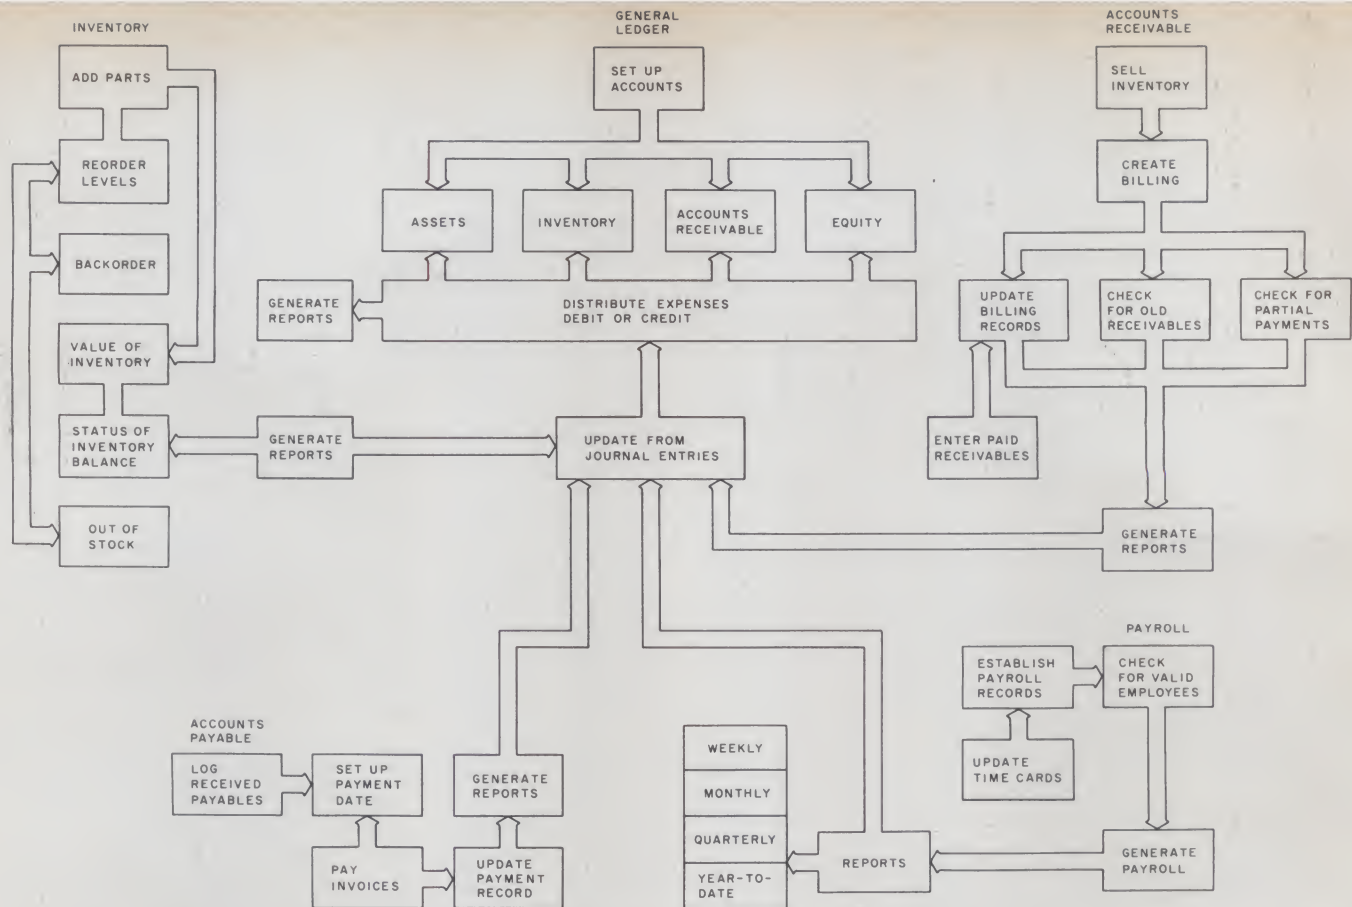 INVENTORY
ADD PARTS
REORDER
LEVELS
BACKORDER
VALUE OF
INVENTORY
STATUS OF
INVENTORY
BALANCE
OUT OF
STOCK
GENERATE
REPORTS
GENERAL
LEDGER
SET UP
ACCOUNTS
ASSETS
INVENTORY
ACCOUNTS
RECEIVABLE
EQUITY
GENERATE
REPORTS
DISTRIBUTE EXPENSES
DEBIT OR CREDIT
UPDATE FROM
JOURNAL ENTRIES
ACCOUNTS
RECEIVABLE
SELL
INVENTORY
CREATE
BILLING
UPDATE
BILLING
RECORDS
CHECK
FOR OLD
RECEIVABLES
CHECK FOR
PARTIAL
PAYMENTS
ENTER PAID
RECEIVABLES
GENERATE
REPORTS
ACCOUNTS
PAYABLE
LOG
RECEIVED
PAYABLES
SET UP
PAYMENT
DATE
PAY
INVOICES
GENERATE
REPORTS
UPDATE
PAYMENT
RECORD
PAYROLL
ESTABLISH
PAYROLL
RECORDS
CHECK
FOR VALID
EMPLOYEES
UPDATE
TIME CARDS
GENERATE
PAYROLL
REPORTS
WEEKLY
MONTHLY
QUARTERLY
YEAR-TO-
DATE